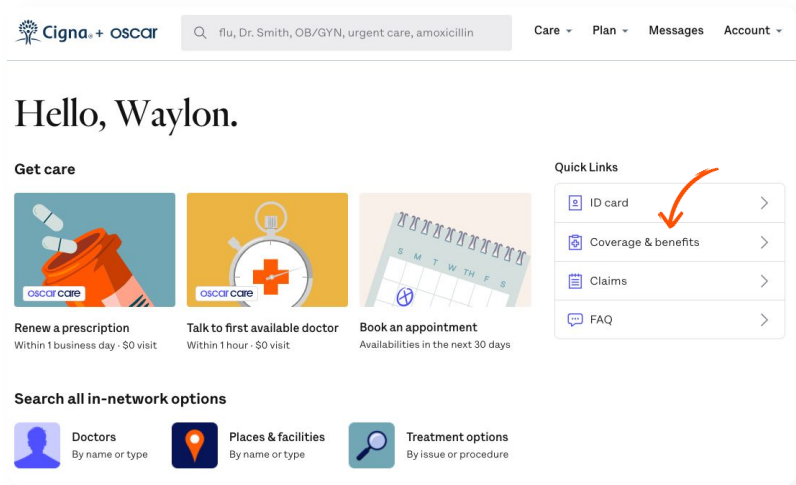 Cigna® + oscar
flu, Dr. Smith, OB/GYN, urgent care, amoxicillin
Care
Plan
Messages
Account
Hello, Waylon.
Get care
oscar care
Renew a prescription
Within 1 business day · $0 visit
oscar care
Talk to first available doctor
Within 1 hour · $0 visit
S M T W TH F S
Book an appointment
Availabilities in the next 30 days
Quick Links
ID card
Coverage & benefits
Claims
FAQ
Search all in-network options
Doctors
By name or type
Places & facilities
By name or type
Treatment options
By issue or procedure